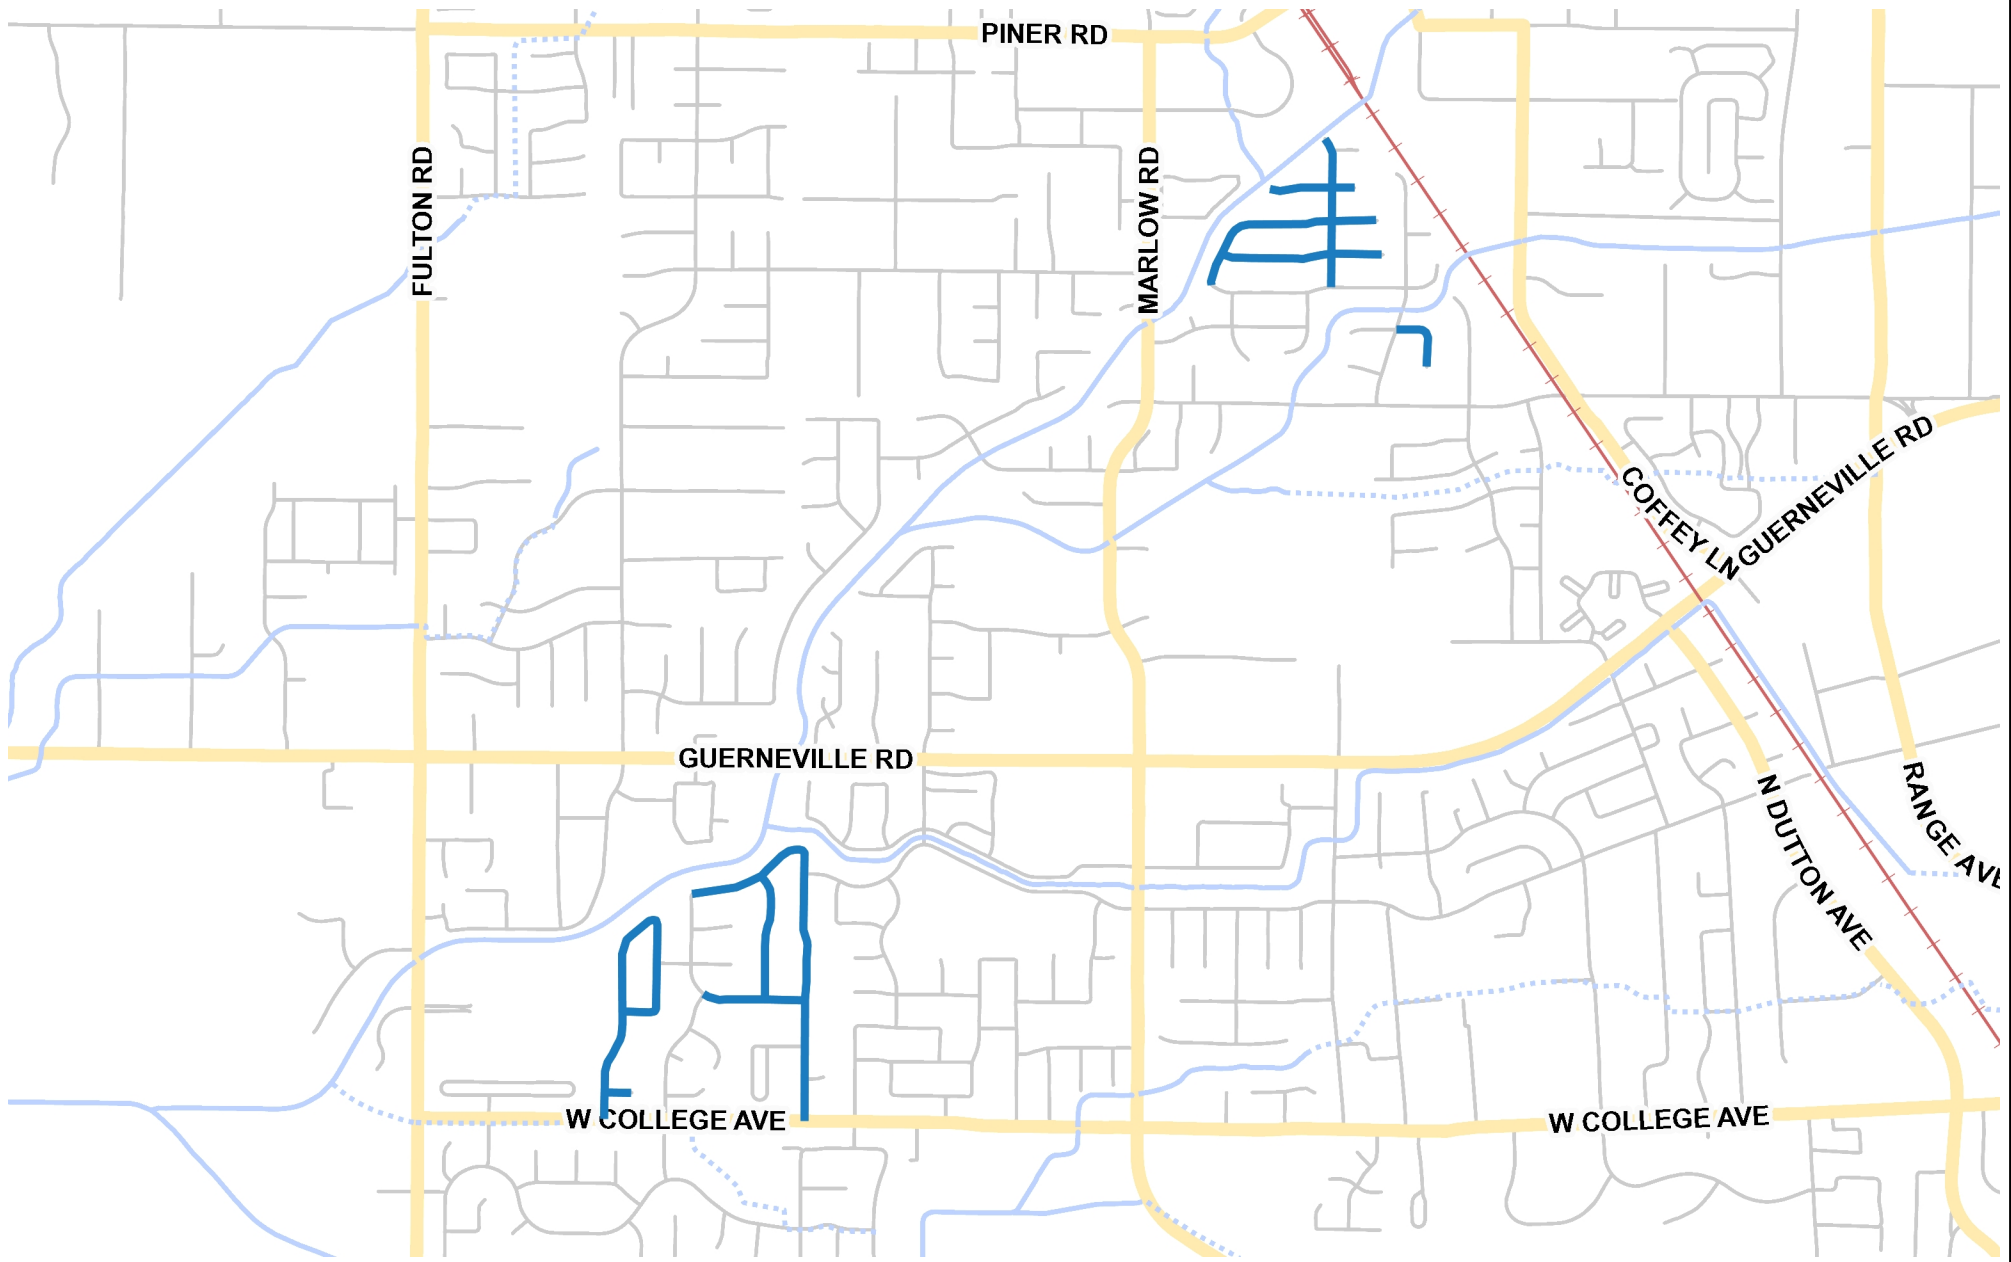 PINER RD
FULTON RD
MARLOW RD
COFFEY LN
GUERNEVILLE RD
GUERNEVILLE RD
N DUTTON AVE
RANGE AVE
W COLLEGE AVE
W COLLEGE AVE